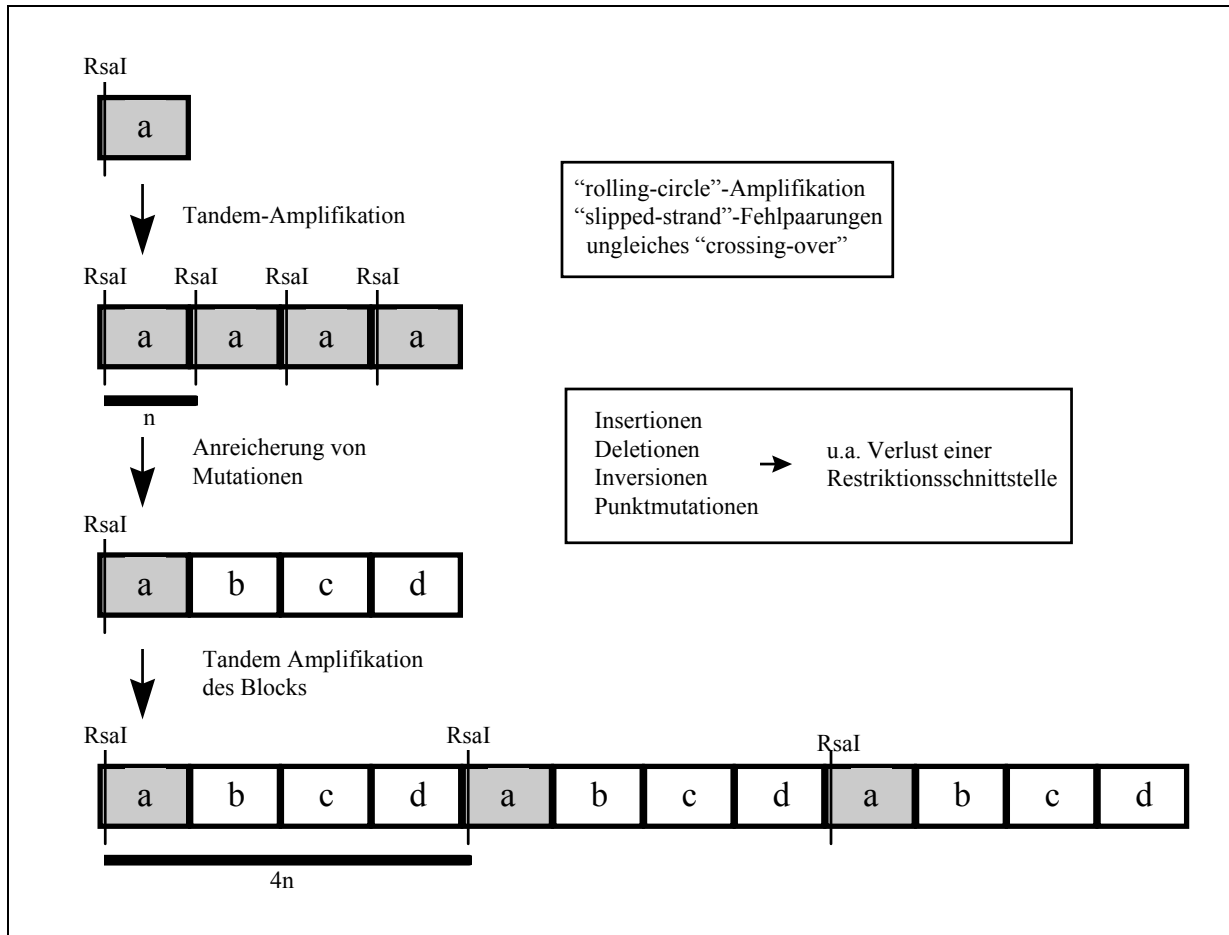 RsaI
a
Tandem-Amplifikation
“rolling-circle”-Amplifikation
“slipped-strand”-Fehlpaarungen
ungleiches “crossing-over”
RsaI RsaI RsaI RsaI
a a a a
n
Anreicherung von
Mutationen
Insertionen
Deletionen
Inversionen
Punktmutationen
u.a. Verlust einer
Restriktionsschnittstelle
RsaI
a b c d
Tandem Amplifikation
des Blocks
RsaI RsaI RsaI
a b c d a b c d a b c d
4n